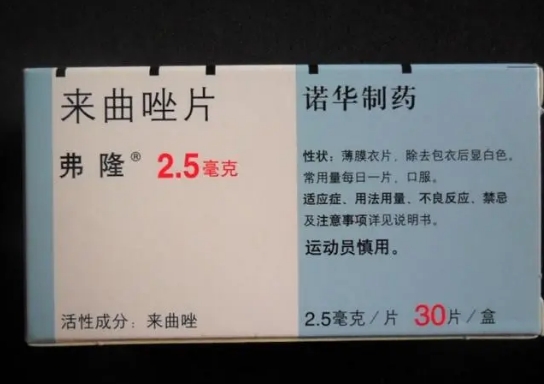 来曲唑片
弗隆® 2.5毫克
活性成分：来曲唑
诺华制药
性状：薄膜衣片，除去包衣后显白色。
常用量每日一片，口服。
适应症、用法用量、不良反应、禁忌
及注意事项详见说明书。
运动员慎用。
2.5毫克/片 30片/盒